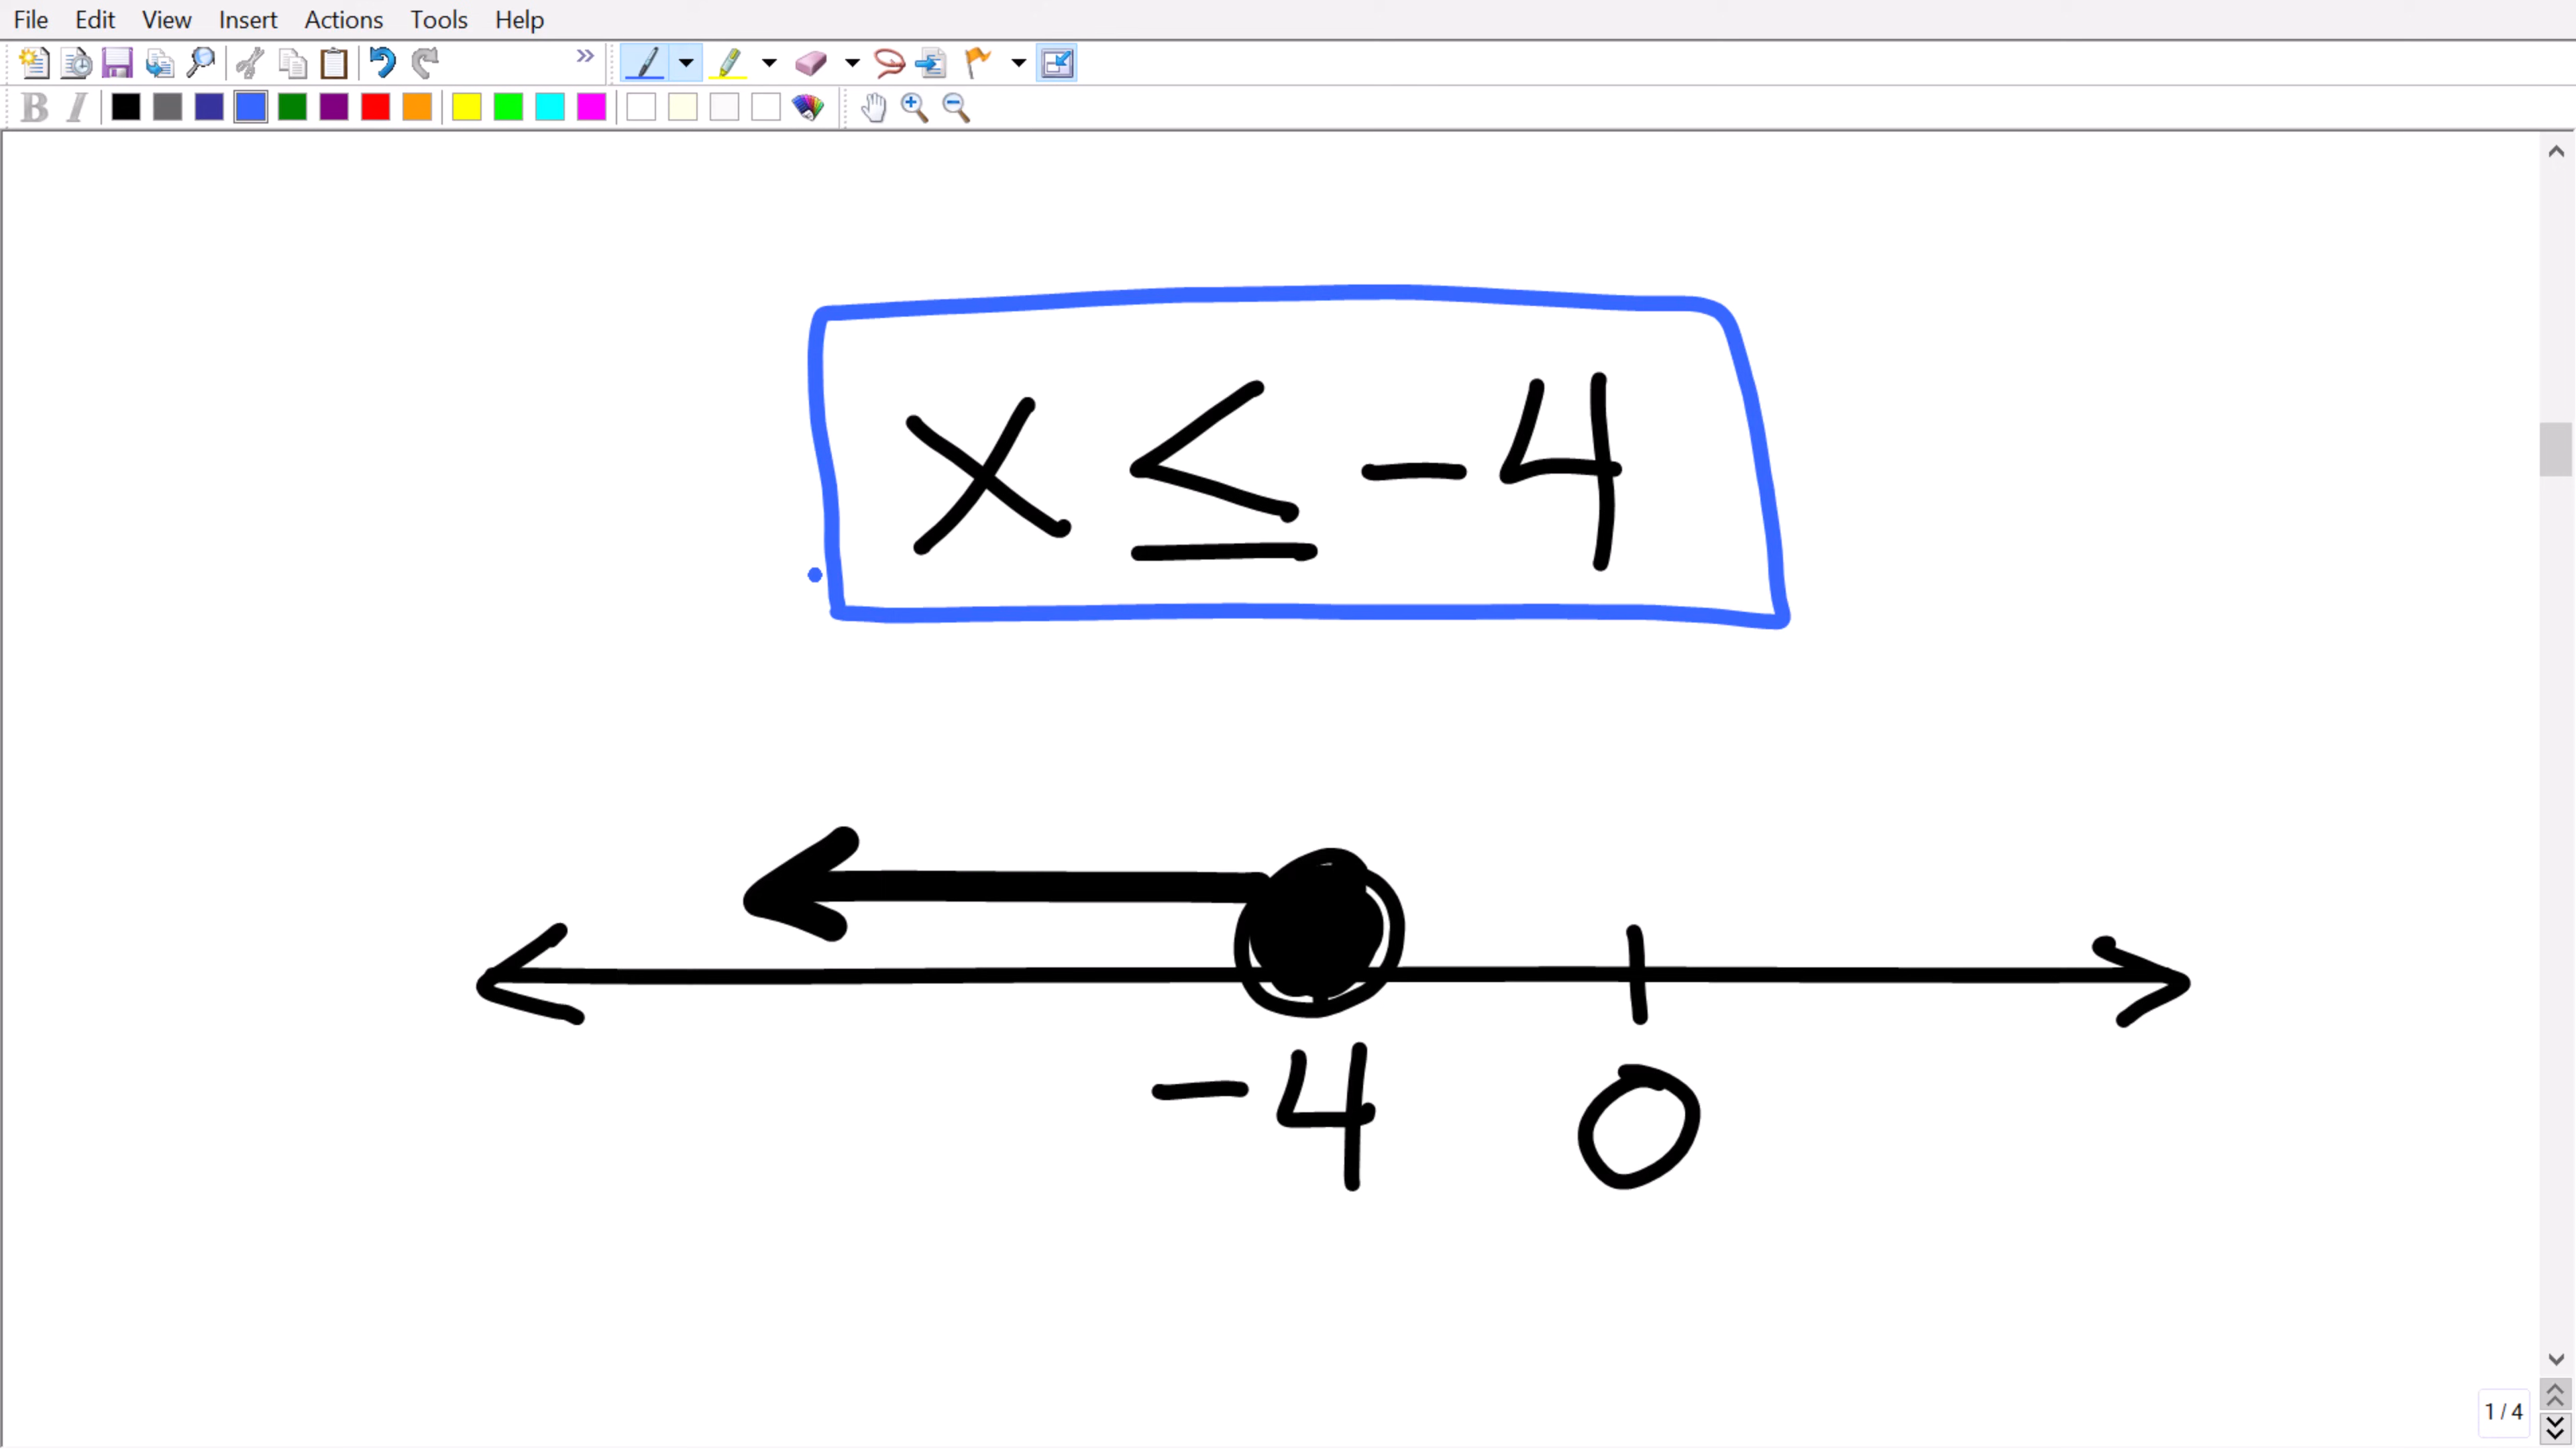 File Edit View Insert Actions Tools Help
B I
x ≤ -4
-4 0
1 / 4